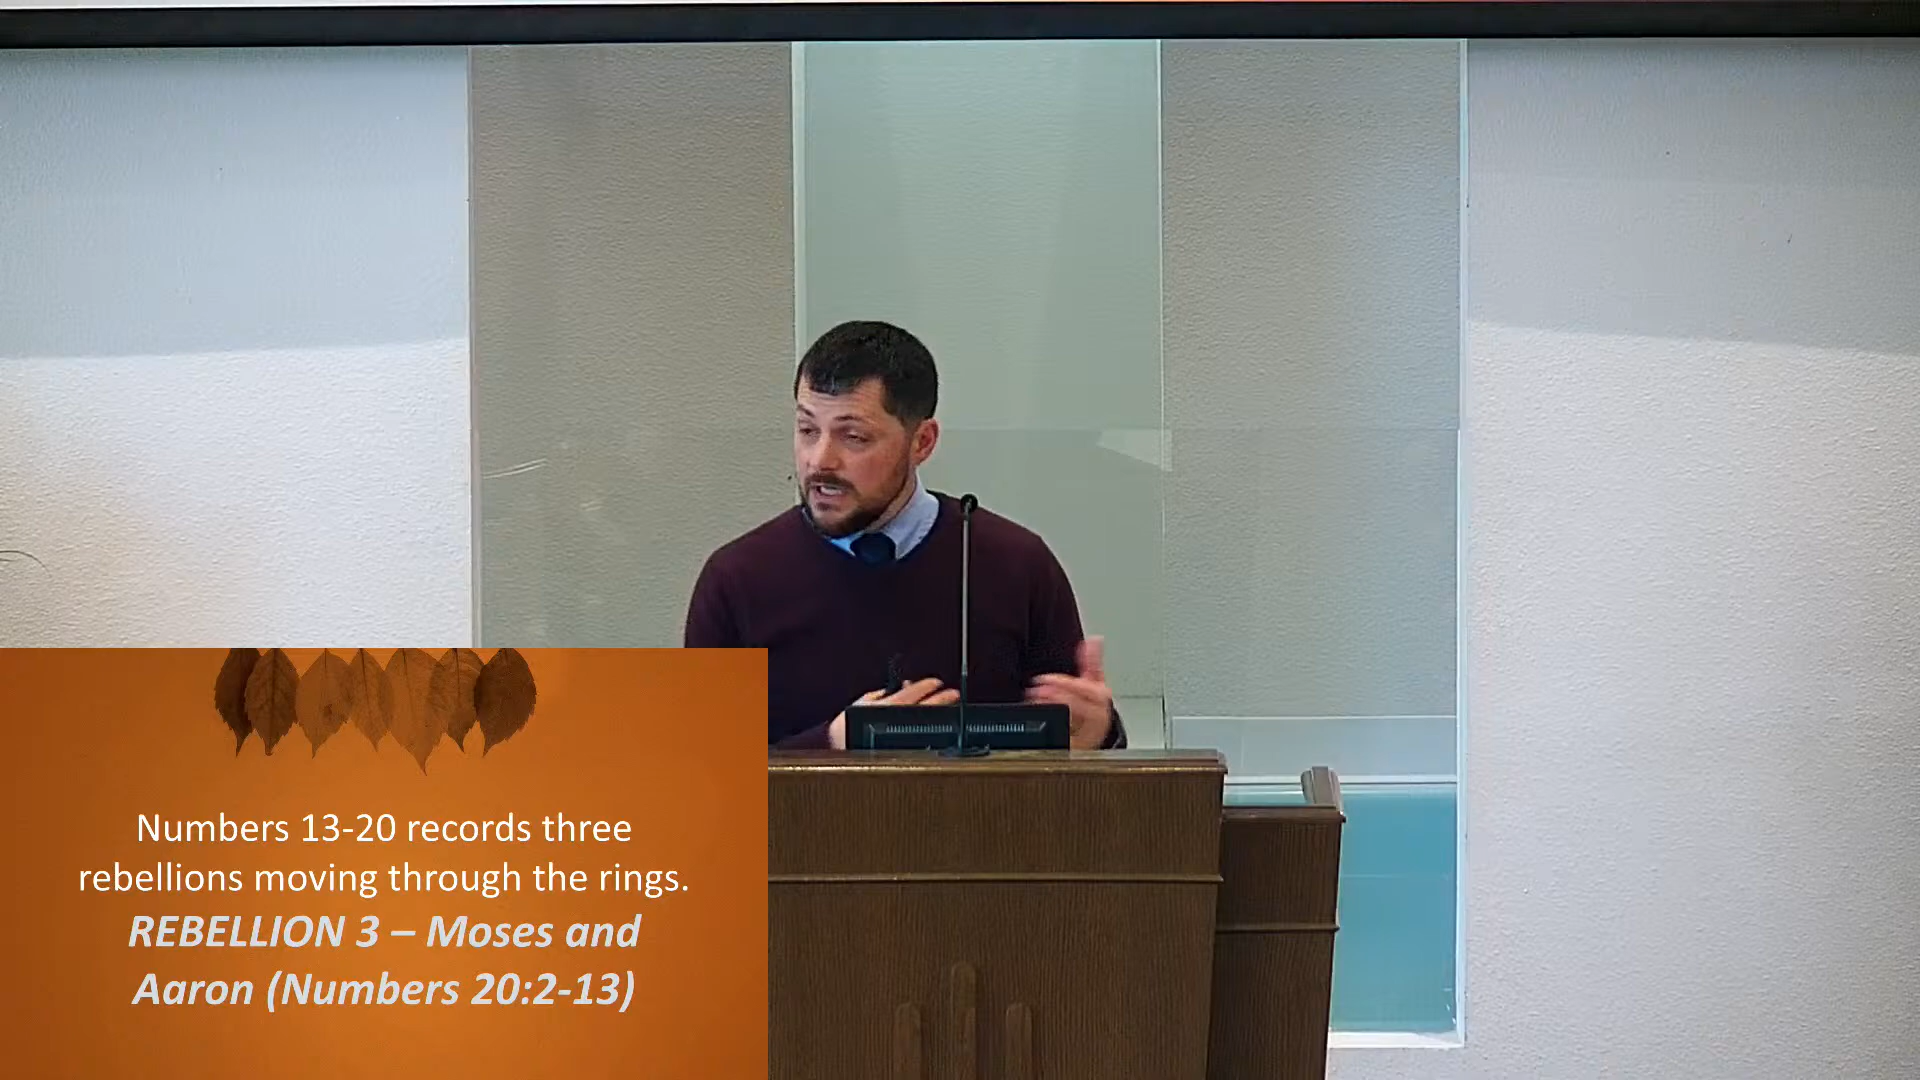 Numbers 13-20 records three
rebellions moving through the rings.
REBELLION 3 – Moses and
Aaron (Numbers 20:2-13)